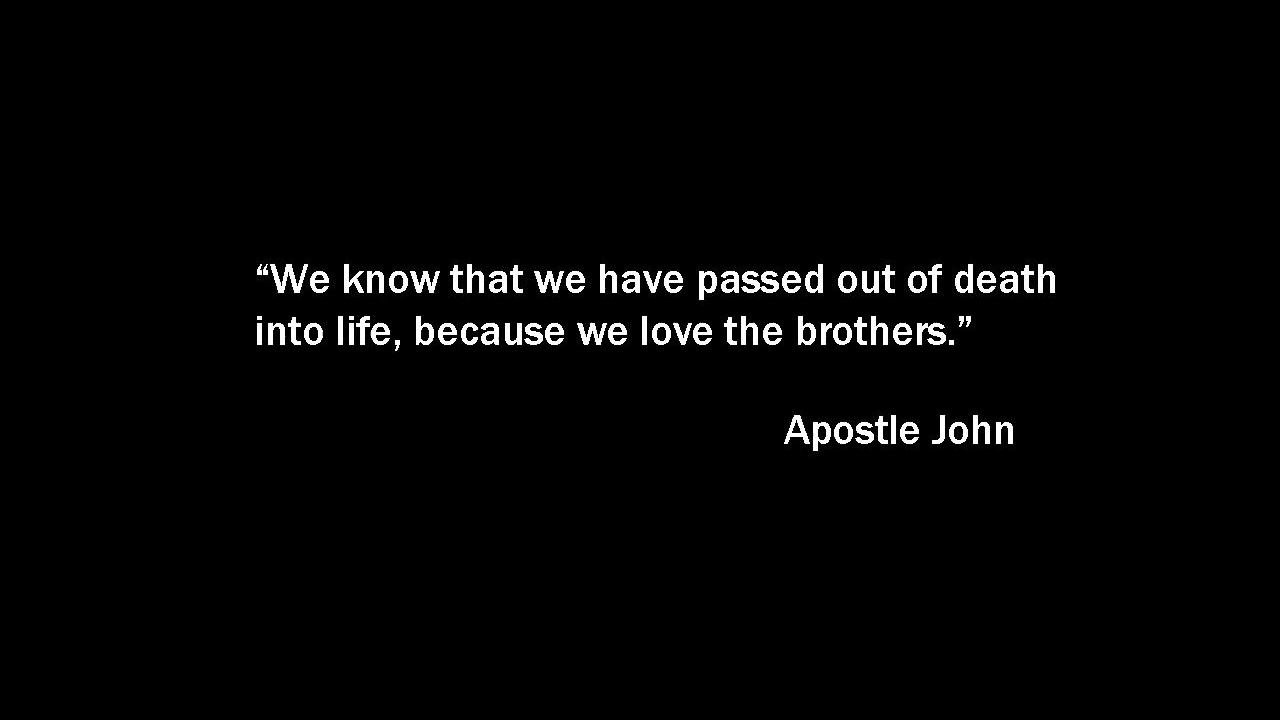 “We know that we have passed out of death
into life, because we love the brothers.”
Apostle John